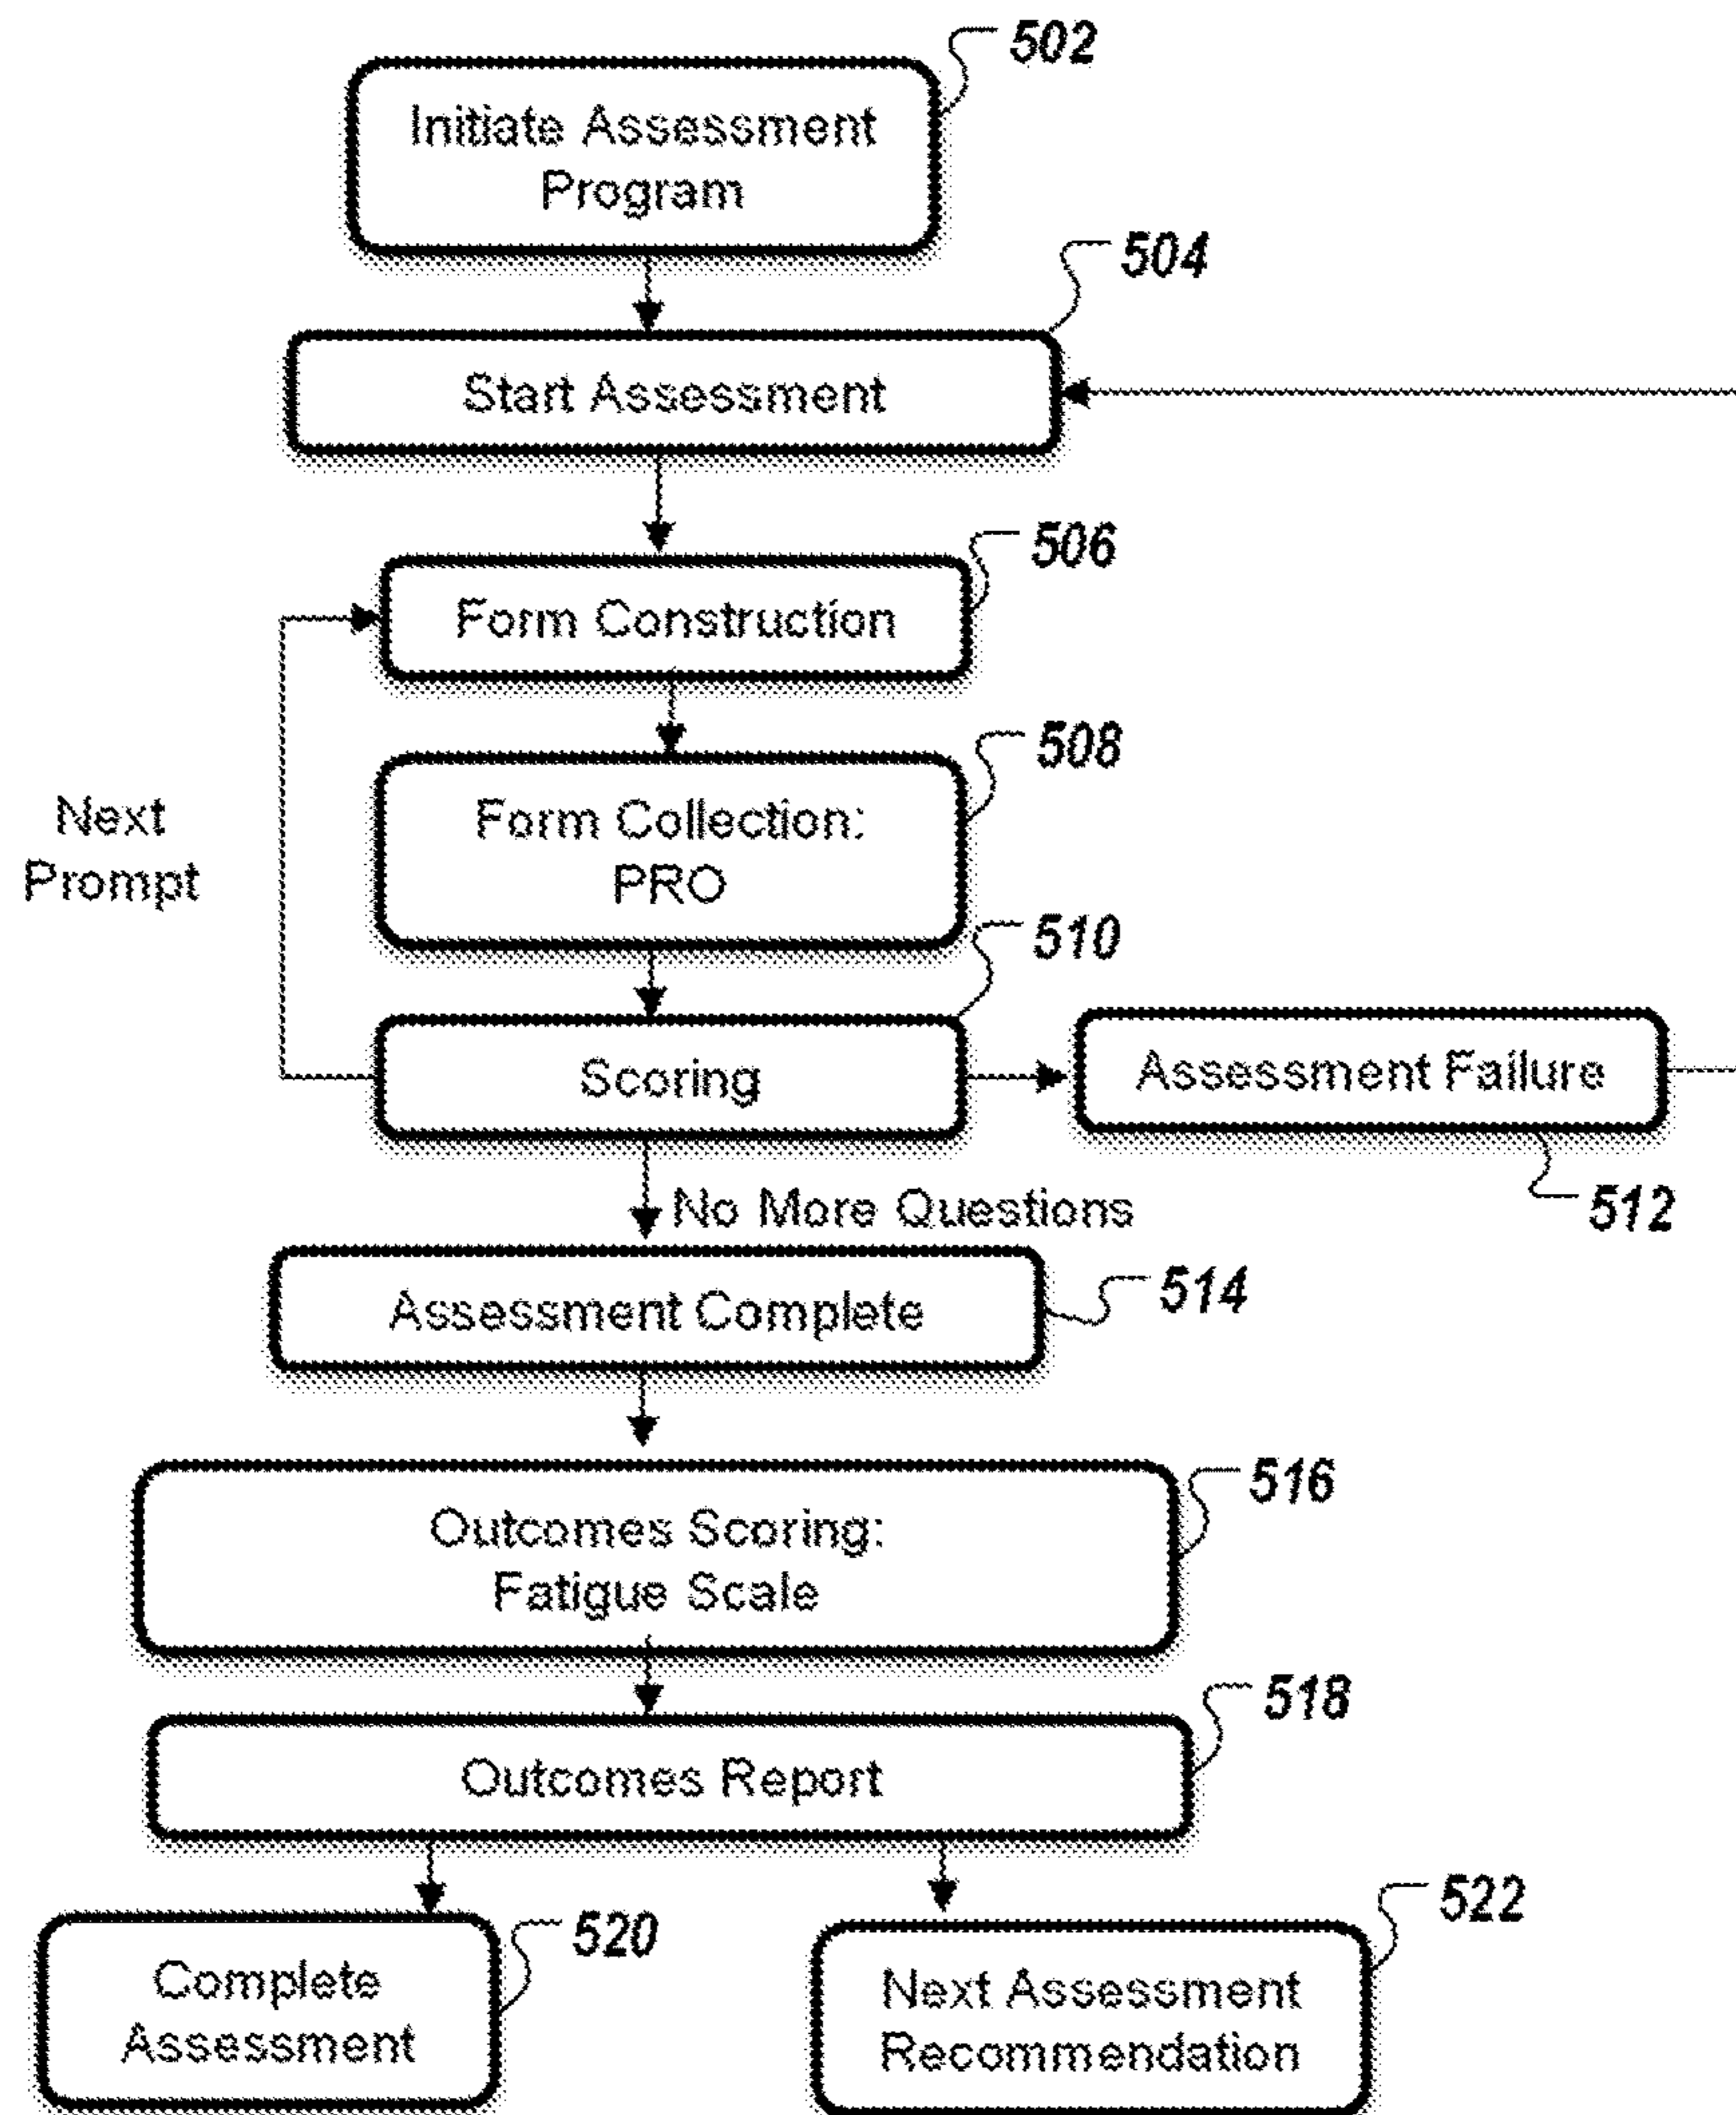 502
Initiate Assessment
Program
504
Start Assessment
506
Form Construction
508
Next
Prompt
Form Collection:
PRO
510
Scoring
Assessment Failure
512
No More Questions
514
Assessment Complete
516
Outcomes Scoring:
Fatigue Scale
518
Outcomes Report
520
522
Complete
Assessment
Next Assessment
Recommendation